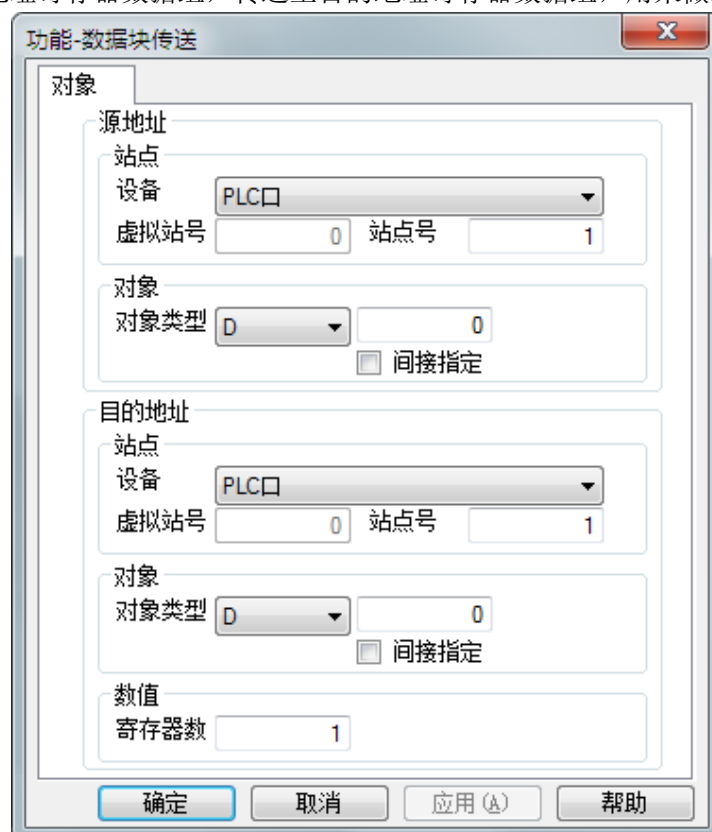 功能-数据块传送
对象
源地址
站点
设备 PLC口
虚拟站号 0 站点号 1
对象
对象类型 D 0
间接指定
目的地址
站点
设备 PLC口
虚拟站号 0 站点号 1
对象
对象类型 D 0
间接指定
数值
寄存器数 1
确定 取消 应用(A) 帮助